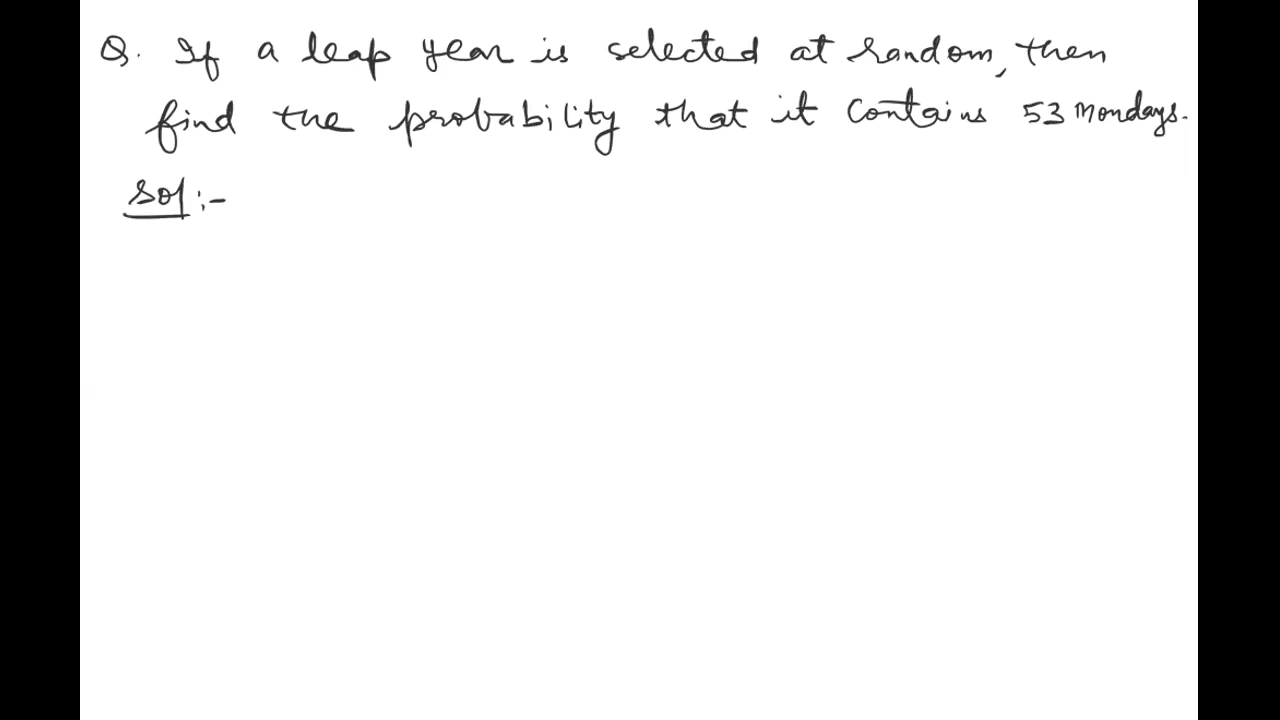 Q. If a leap year is selected at random, then
find the probability that it contains 53 Mondays.
Sol :-